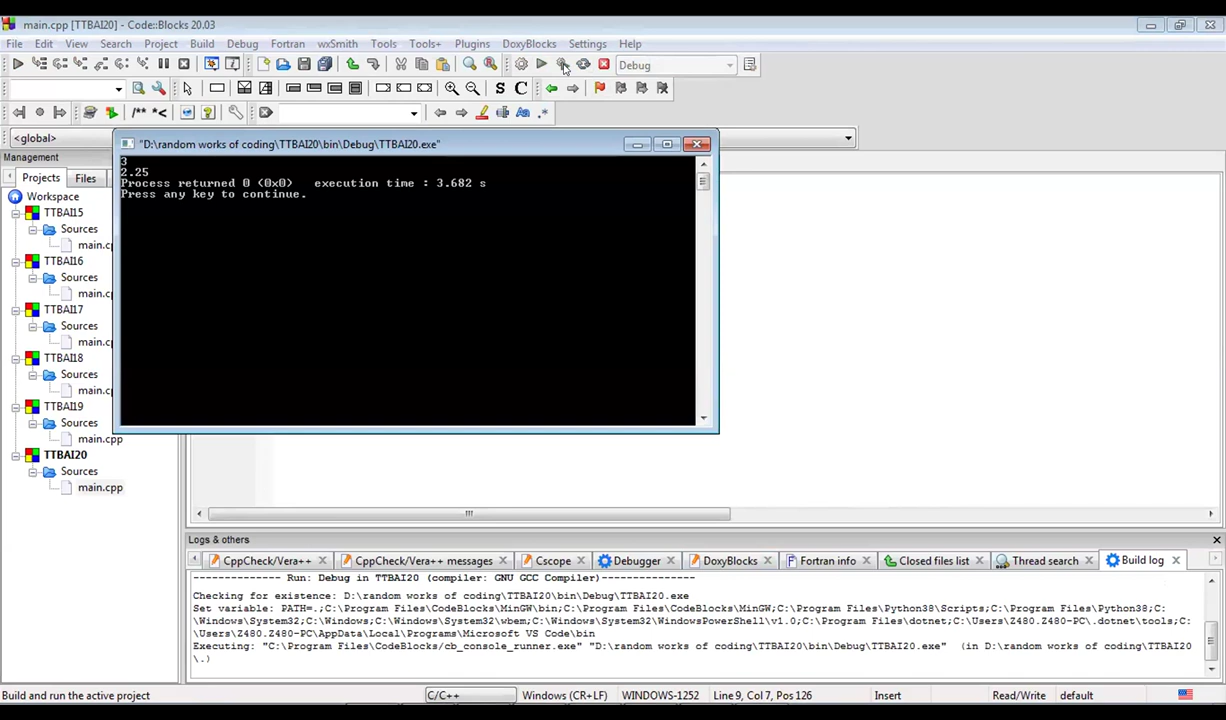 main.cpp [TTBAI20] - Code::Blocks 20.03
File Edit View Search Project Build Debug Fortran wxSmith Tools Tools+ Plugins DoxyBlocks Settings Help
Debug
S C
/** *<
Aa .*
<global>
"D:\random works of coding\TTBAI20\bin\Debug\TTBAI20.exe"
3
2.25
Process returned 0 (0x0)   execution time : 3.682 s
Press any key to continue.
Management
Projects Files
Workspace
TTBAI15
Sources
main.cp
TTBAI16
Sources
main.cp
TTBAI17
Sources
main.cp
TTBAI18
Sources
main.cp
TTBAI19
Sources
main.cpp
TTBAI20
Sources
main.cpp
Logs & others
CppCheck/Vera++ CppCheck/Vera++ messages Cscope Debugger DoxyBlocks Fortran info Closed files list Thread search Build log
-------------- Run: Debug in TTBAI20 (compiler: GNU GCC Compiler)---------------
Checking for existence: D:\random works of coding\TTBAI20\bin\Debug\TTBAI20.exe
Set variable: PATH=.;C:\Program Files\CodeBlocks\MinGW\bin;C:\Program Files\CodeBlocks\MinGW;C:\Program Files\Python38\Scripts;C:\Program Files\Python38;C:
\Windows\System32;C:\Windows;C:\Windows\System32\wbem;C:\Windows\System32\WindowsPowerShell\v1.0;C:\Program Files\dotnet;C:\Users\Z480.Z480-PC\.dotnet\tools;C:
\Users\Z480.Z480-PC\AppData\Local\Programs\Microsoft VS Code\bin
Executing: "C:\Program Files\CodeBlocks/cb_console_runner.exe" "D:\random works of coding\TTBAI20\bin\Debug\TTBAI20.exe"  (in D:\random works of coding\TTBAI20
\.)
Build and run the active project C/C++ Windows (CR+LF) WINDOWS-1252 Line 9, Col 7, Pos 126 Insert Read/Write default